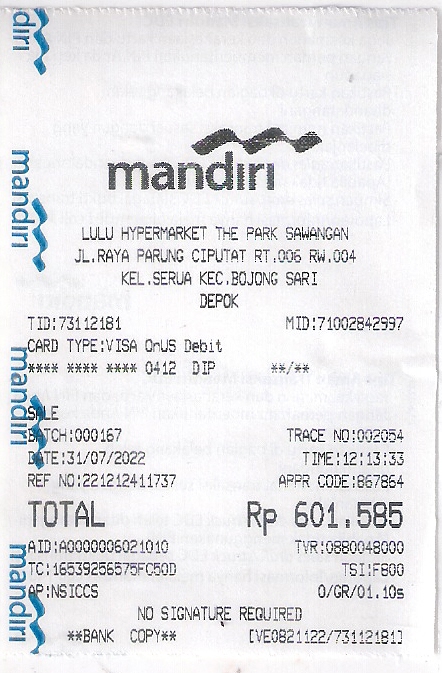 mandiri
LULU HYPERMARKET THE PARK SAWANGAN
JL.RAYA PARUNG CIPUTAT RT.006 RW.004
KEL.SERUA KEC.BOJONG SARI
DEPOK
TID:73112181 MID:71002842997
CARD TYPE:VISA OnUS Debit
**** **** **** 0412 DIP **/**
SALE
BATCH:000167 TRACE NO:002054
DATE:31/07/2022 TIME:12:13:33
REF NO:221212411737 APPR CODE:867864
TOTAL Rp 601.585
AID:A0000006021010 TVR:0880048000
TC:16539256575FC50D TSI:F800
AP:NSICCS 0/GR/01.10s
NO SIGNATURE REQUIRED
**BANK COPY** [VE0821122/73112181]
diri
mandiri
mandiri
mandiri